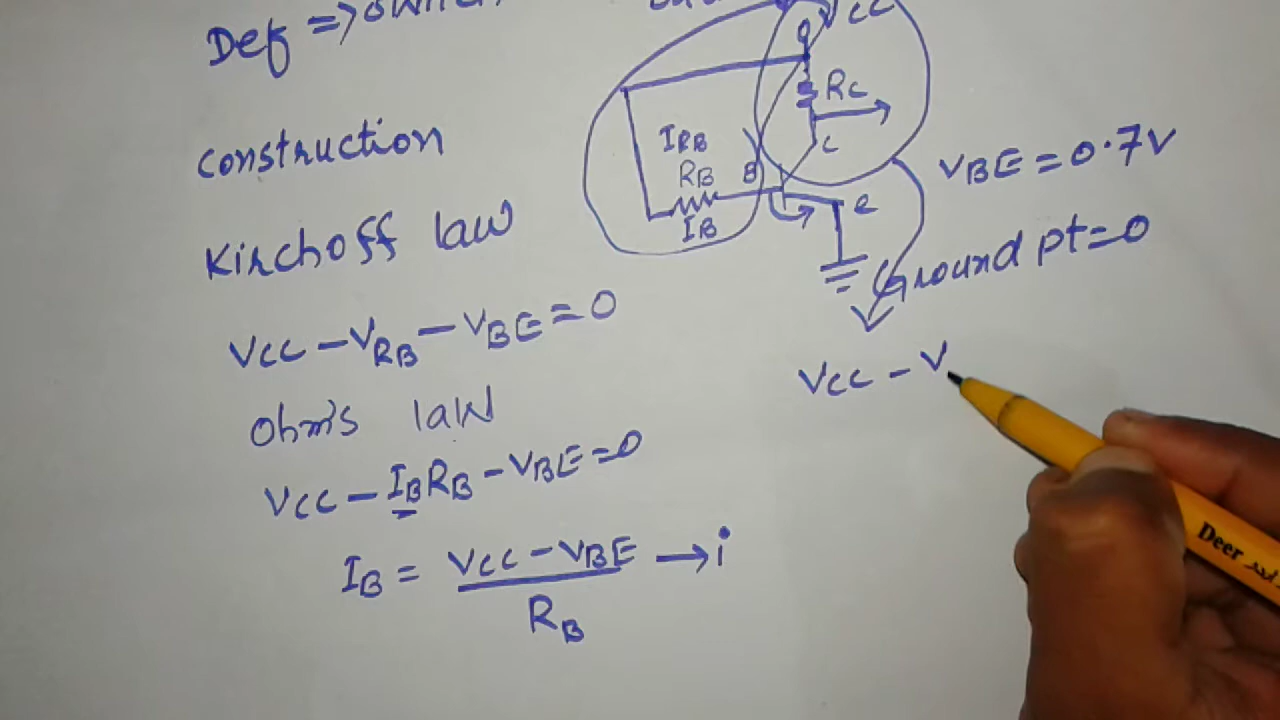 Def =>
construction
Kirchoff law
VCC - VRB - VBE = 0
Ohm's law
VCC - IBRB - VBE = 0
IB = VCC - VBE → i
RB
VCC
RC
C
IRB
RB
B
IB
e
VBE = 0.7V
Ground pt = 0
VCC - V
Deer